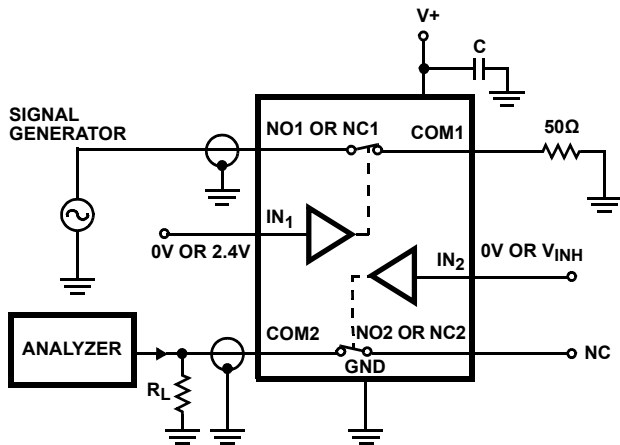 V+
C
SIGNAL
GENERATOR
NO1 OR NC1
COM1
50Ω
IN1
0V OR 2.4V
IN2
0V OR VINH
COM2
NO2 OR NC2
ANALYZER
NC
GND
RL